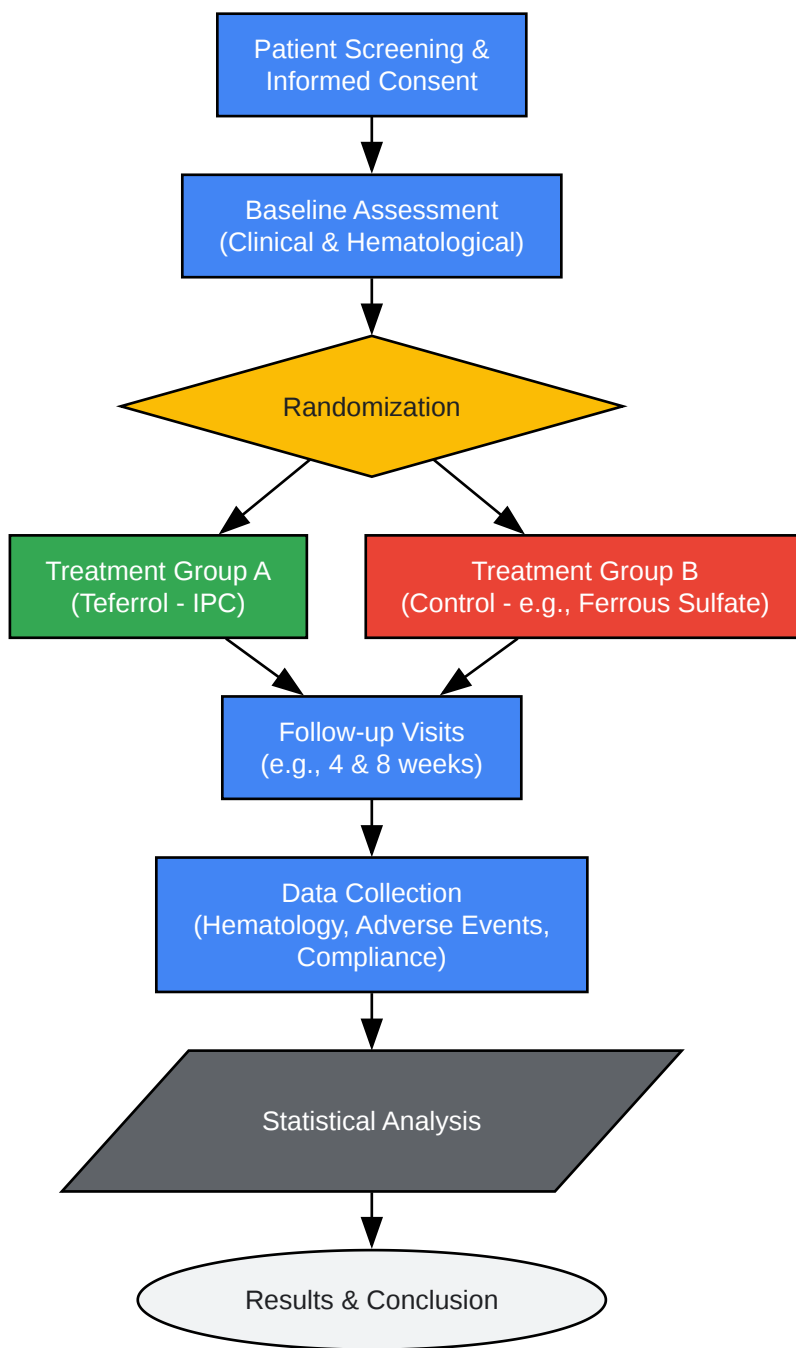 Patient Screening &
Informed Consent
Baseline Assessment
(Clinical & Hematological)
Randomization
Treatment Group A
(Teferrol - IPC)
Treatment Group B
(Control - e.g., Ferrous Sulfate)
Follow-up Visits
(e.g., 4 & 8 weeks)
Data Collection
(Hematology, Adverse Events,
Compliance)
Statistical Analysis
Results & Conclusion